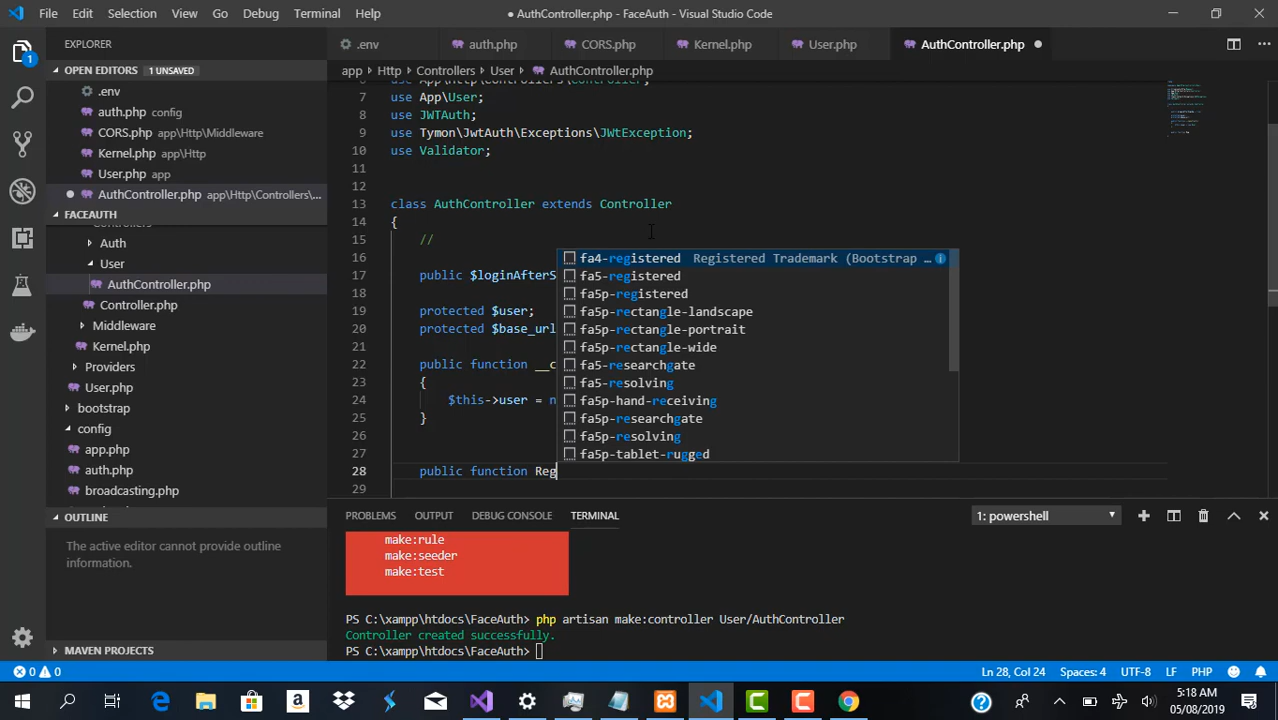 File Edit Selection View Go Debug Terminal Help
● AuthController.php - FaceAuth - Visual Studio Code
EXPLORER
OPEN EDITORS 1 UNSAVED
.env
auth.php config
CORS.php app\Http\Middleware
Kernel.php app\Http
User.php app
AuthController.php app\Http\Controllers\...
FACEAUTH
Controllers
Auth
User
AuthController.php
Controller.php
Middleware
Kernel.php
Providers
User.php
bootstrap
config
app.php
auth.php
broadcasting.php
OUTLINE
The active editor cannot provide outline
information.
MAVEN PROJECTS
.env auth.php CORS.php Kernel.php User.php AuthController.php
app Http Controllers User AuthController.php
6 use App\Http\Controllers\Controller;
7 use App\User;
8 use JWTAuth;
9 use Tymon\JwtAuth\Exceptions\JWtException;
10 use Validator;
11
12
13 class AuthController extends Controller
14 {
15 //
16
17 public $loginAfterS
18
19 protected $user;
20 protected $base_url
21
22 public function __c
23 {
24 $this->user = n
25 }
26
27
28 public function Reg
29
fa4-registered Registered Trademark (Bootstrap ...
fa5-registered
fa5p-registered
fa5p-rectangle-landscape
fa5p-rectangle-portrait
fa5p-rectangle-wide
fa5-researchgate
fa5-resolving
fa5p-hand-receiving
fa5p-researchgate
fa5p-resolving
fa5p-tablet-rugged
PROBLEMS OUTPUT DEBUG CONSOLE TERMINAL 1: powershell
make:rule
make:seeder
make:test
PS C:\xampp\htdocs\FaceAuth> php artisan make:controller User/AuthController
Controller created successfully.
PS C:\xampp\htdocs\FaceAuth>
0 0 Ln 28, Col 24 Spaces: 4 UTF-8 LF PHP
5:18 AM
05/08/2019